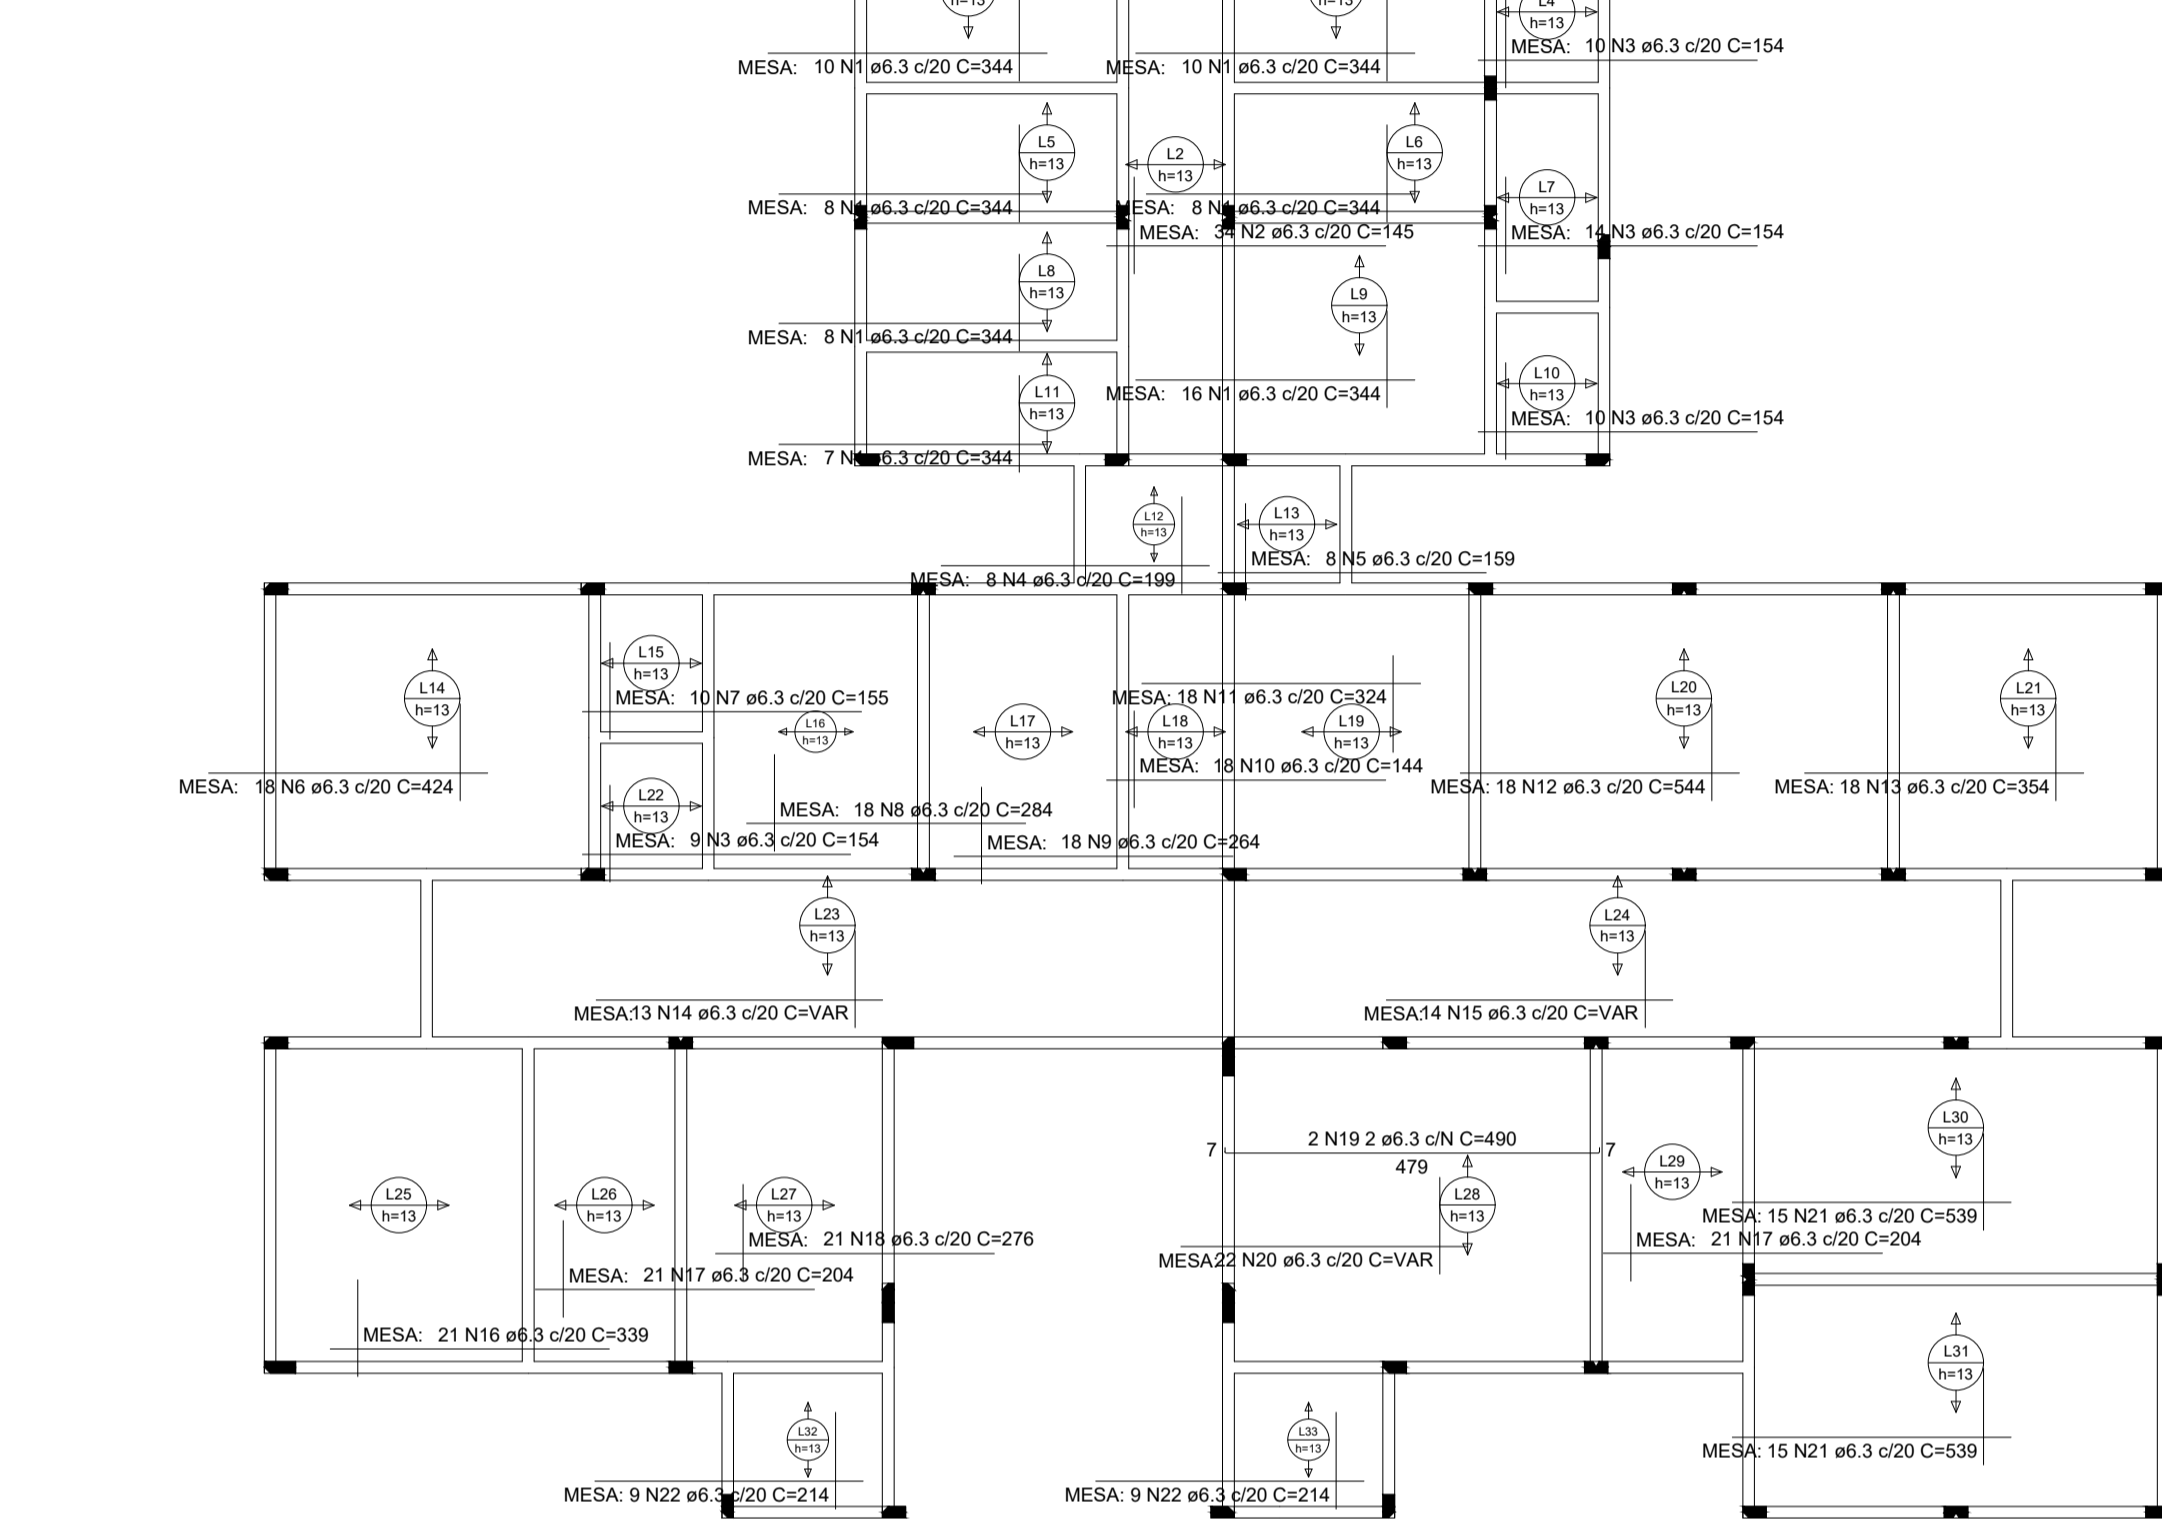 h=13
h=13
L4
h=13
MESA: 10 N3 ø6.3 c/20 C=154
MESA: 10 N1 ø6.3 c/20 C=344
MESA: 10 N1 ø6.3 c/20 C=344
L5
h=13
L2
h=13
L6
h=13
L7
h=13
MESA: 8 N1 ø6.3 c/20 C=344
MESA: 8 N1 ø6.3 c/20 C=344
MESA: 34 N2 ø6.3 c/20 C=145
MESA: 14 N3 ø6.3 c/20 C=154
L8
h=13
L9
h=13
MESA: 8 N1 ø6.3 c/20 C=344
L11
h=13
L10
h=13
MESA: 16 N1 ø6.3 c/20 C=344
MESA: 10 N3 ø6.3 c/20 C=154
MESA: 7 N1 ø6.3 c/20 C=344
L12
h=13
L13
h=13
MESA: 8 N5 ø6.3 c/20 C=159
MESA: 8 N4 ø6.3 c/20 C=199
L14
h=13
L15
h=13
MESA: 10 N7 ø6.3 c/20 C=155
MESA: 18 N11 ø6.3 c/20 C=324
L20
h=13
L21
h=13
L16
h=13
L17
h=13
L18
h=13
L19
h=13
MESA: 18 N10 ø6.3 c/20 C=144
MESA: 18 N6 ø6.3 c/20 C=424
MESA: 18 N12 ø6.3 c/20 C=544
MESA: 18 N13 ø6.3 c/20 C=354
L22
h=13
MESA: 18 N8 ø6.3 c/20 C=284
MESA: 9 N3 ø6.3 c/20 C=154
MESA: 18 N9 ø6.3 c/20 C=264
L23
h=13
L24
h=13
MESA:13 N14 ø6.3 c/20 C=VAR
MESA:14 N15 ø6.3 c/20 C=VAR
L30
h=13
7
2 N19 2 ø6.3 c/N C=490
7
479
L29
h=13
L25
h=13
L26
h=13
L27
h=13
L28
h=13
MESA: 15 N21 ø6.3 c/20 C=539
MESA: 21 N18 ø6.3 c/20 C=276
MESA: 21 N17 ø6.3 c/20 C=204
MESA:22 N20 ø6.3 c/20 C=VAR
MESA: 21 N17 ø6.3 c/20 C=204
MESA: 21 N16 ø6.3 c/20 C=339
L31
h=13
L32
h=13
L33
h=13
MESA: 15 N21 ø6.3 c/20 C=539
MESA: 9 N22 ø6.3 c/20 C=214
MESA: 9 N22 ø6.3 c/20 C=214